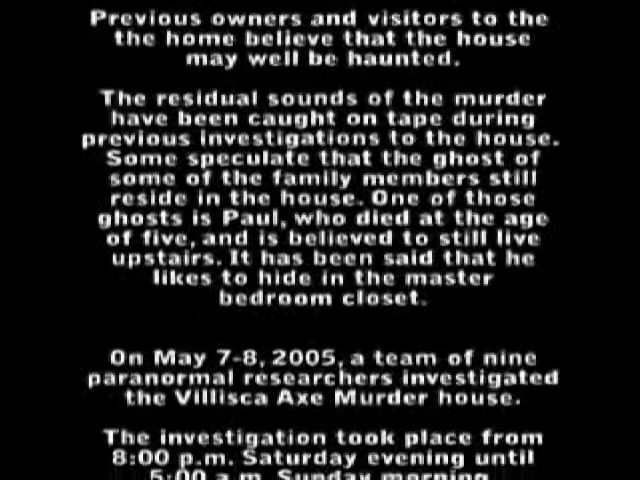 Previous owners and visitors to the
the home believe that the house
may well be haunted.
The residual sounds of the murder
have been caught on tape during
previous investigations to the house.
Some speculate that the ghost of
some of the family members still
reside in the house. One of those
ghosts is Paul, who died at the age
of five, and is believed to still live
upstairs. It has been said that he
likes to hide in the master
bedroom closet.
On May 7-8, 2005, a team of nine
paranormal researchers investigated
the Villisca Axe Murder house.
The investigation took place from
8:00 p.m. Saturday evening until
5:00 a.m. Sunday morning